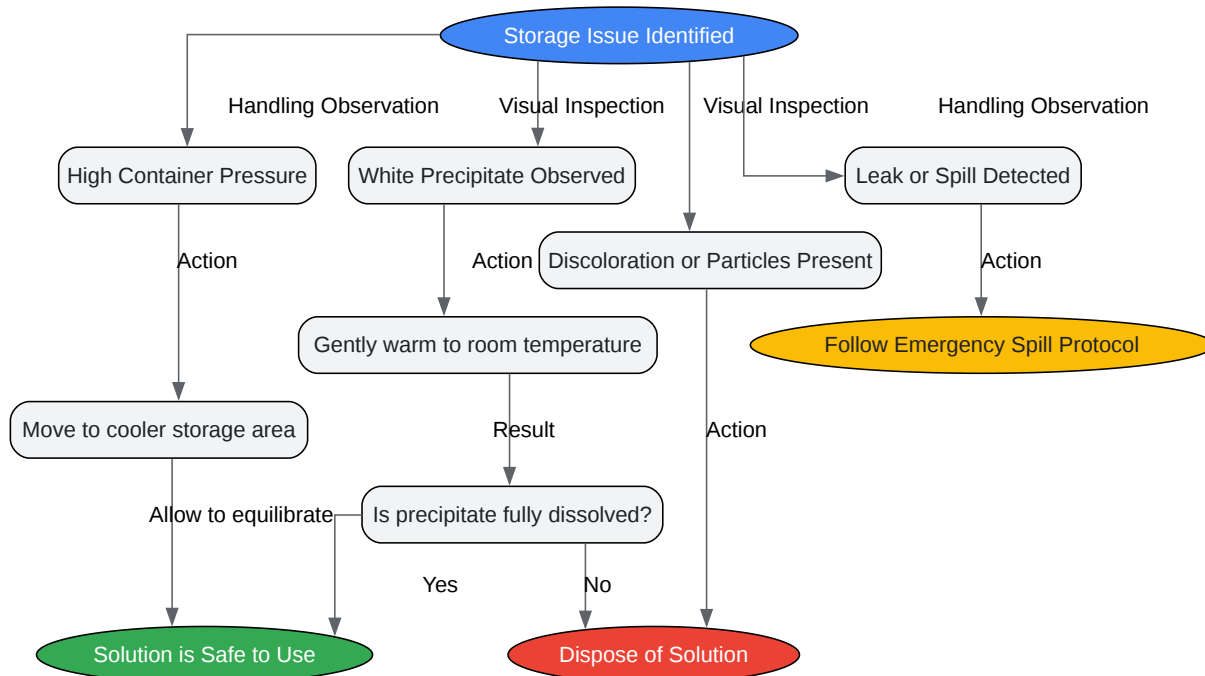 Storage Issue Identified
Handling Observation
Visual Inspection
Visual Inspection
Handling Observation
High Container Pressure
White Precipitate Observed
Leak or Spill Detected
Action
Action
Discoloration or Particles Present
Action
Gently warm to room temperature
Follow Emergency Spill Protocol
Move to cooler storage area
Result
Action
Allow to equilibrate
Is precipitate fully dissolved?
Yes
No
Solution is Safe to Use
Dispose of Solution